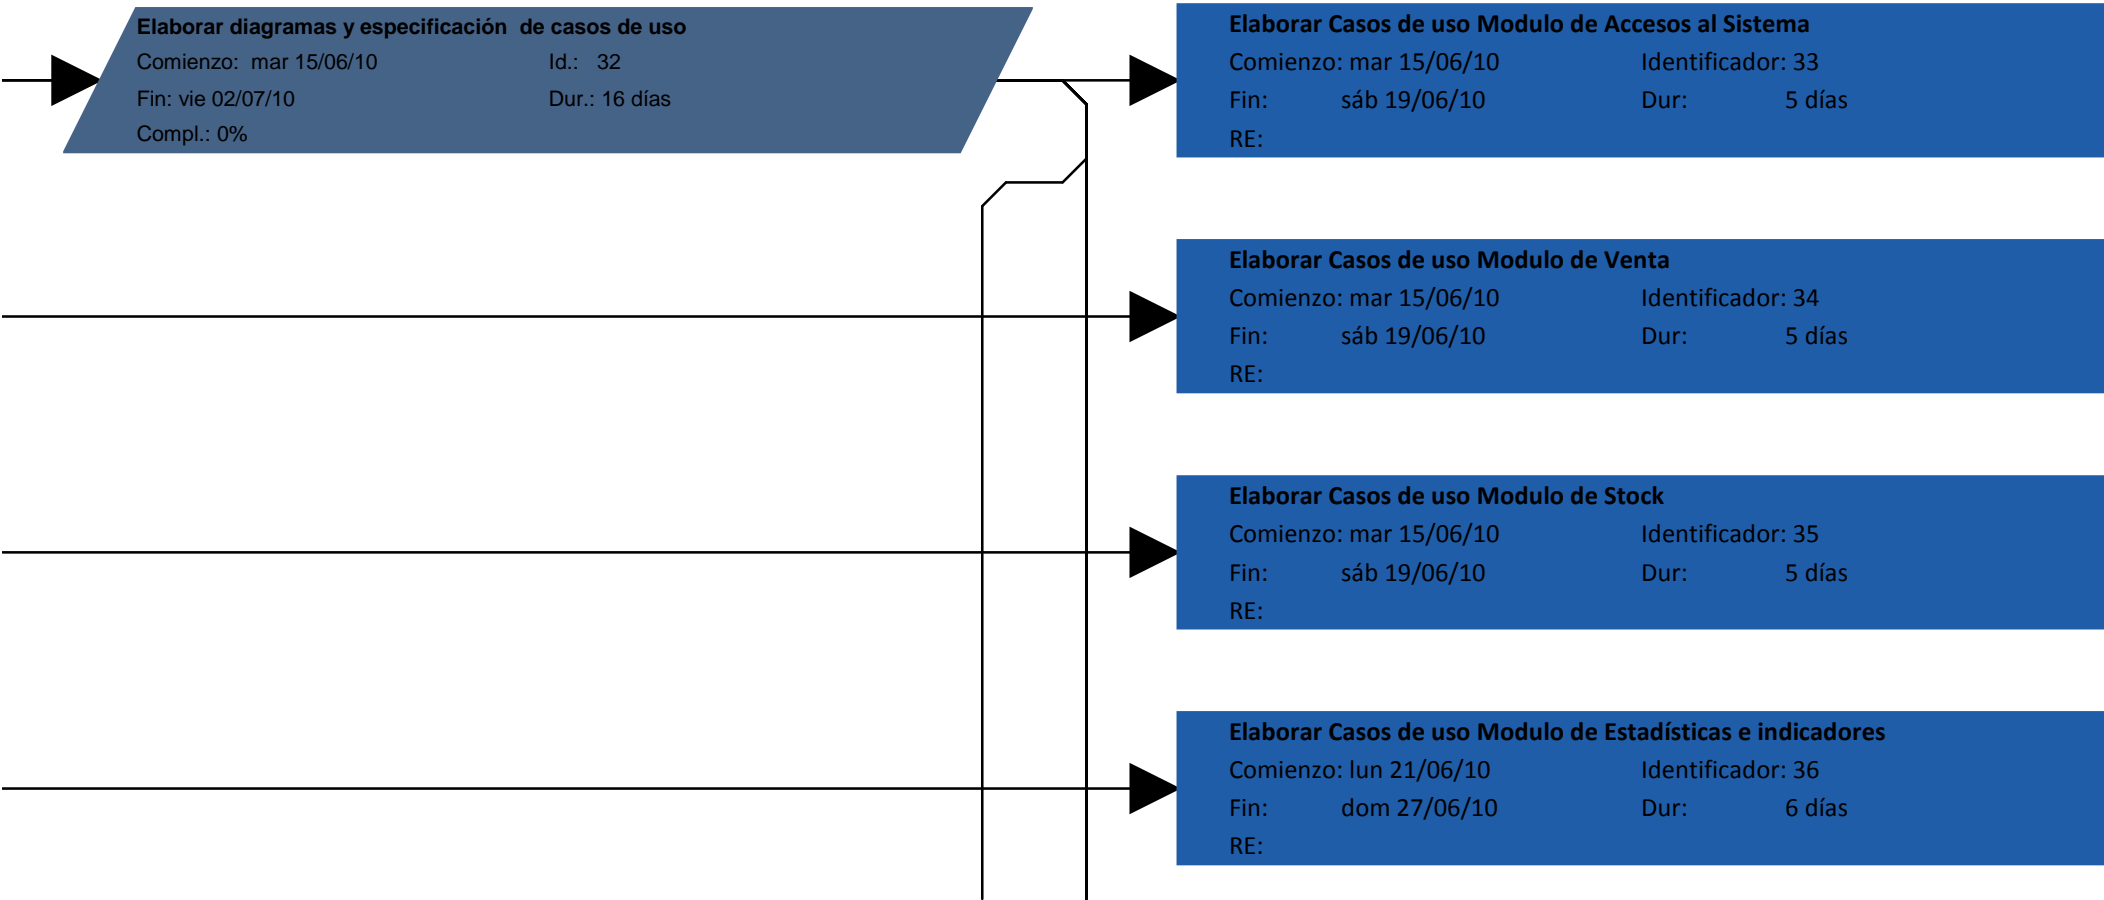 Elaborar diagramas y especificación  de casos de uso
Comienzo:  mar 15/06/10 Id.:   32
Fin: vie 02/07/10 Dur.: 16 días
Compl.: 0%
Elaborar Casos de uso Modulo de Accesos al Sistema
Comienzo: mar 15/06/10 Identificador: 33
Fin: sáb 19/06/10 Dur: 5 días
RE:
Elaborar Casos de uso Modulo de Venta
Comienzo: mar 15/06/10 Identificador: 34
Fin: sáb 19/06/10 Dur: 5 días
RE:
Elaborar Casos de uso Modulo de Stock
Comienzo: mar 15/06/10 Identificador: 35
Fin: sáb 19/06/10 Dur: 5 días
RE:
Elaborar Casos de uso Modulo de Estadísticas e indicadores
Comienzo: lun 21/06/10 Identificador: 36
Fin: dom 27/06/10 Dur: 6 días
RE: